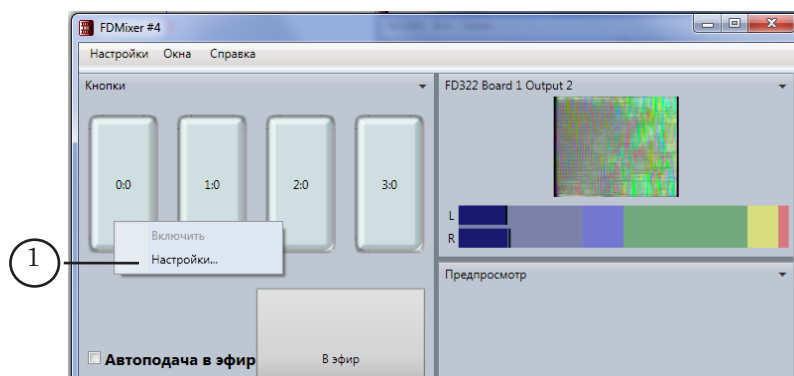 FDMixer #4
Настройки Окна Справка
Кнопки
FD322 Board 1 Output 2
0:0 1:0 2:0 3:0
L
R
Включить
Настройки...
1
Предпросмотр
Автоподача в эфир
В эфир